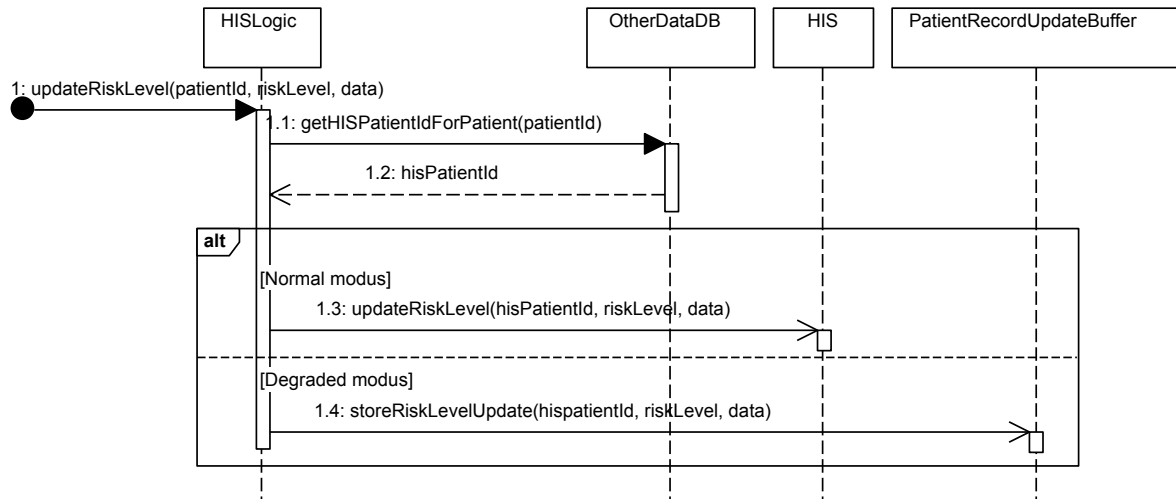 HISLogic
OtherDataDB
HIS
PatientRecordUpdateBuffer
1: updateRiskLevel(patientId, riskLevel, data)
1.1: getHISPatientIdForPatient(patientId)
1.2: hisPatientId
alt
[Normal modus]
1.3: updateRiskLevel(hisPatientId, riskLevel, data)
[Degraded modus]
1.4: storeRiskLevelUpdate(hispatientId, riskLevel, data)